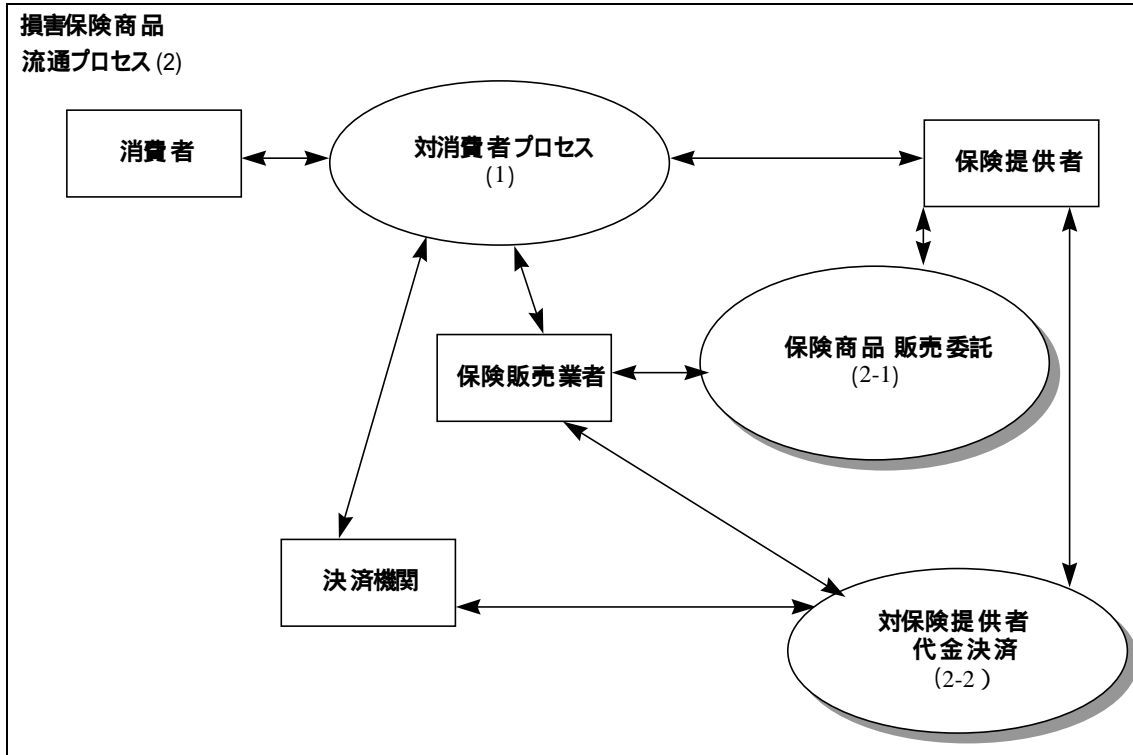 損害保険商品
流通プロセス (2)
消費者
対消費者プロセス
(1)
保険提供者
保険販売業者
保険商品 販売委託
(2-1)
決済機関
対保険提供者
代金決済
(2-2 )